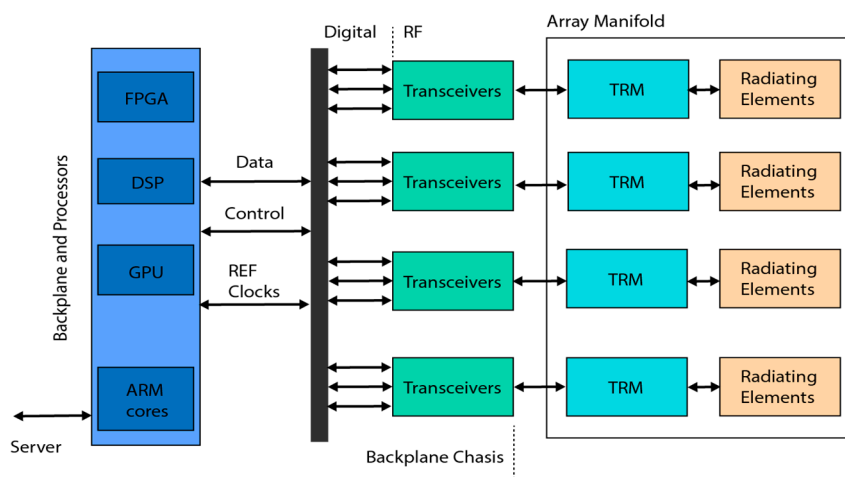 Array Manifold
Digital
RF
FPGA
DSP
GPU
ARM
cores
Backplane and Processors
Server
Data
Control
REF
Clocks
Transceivers
TRM
Radiating
Elements
Transceivers
TRM
Radiating
Elements
Transceivers
TRM
Radiating
Elements
Transceivers
TRM
Radiating
Elements
Backplane Chasis